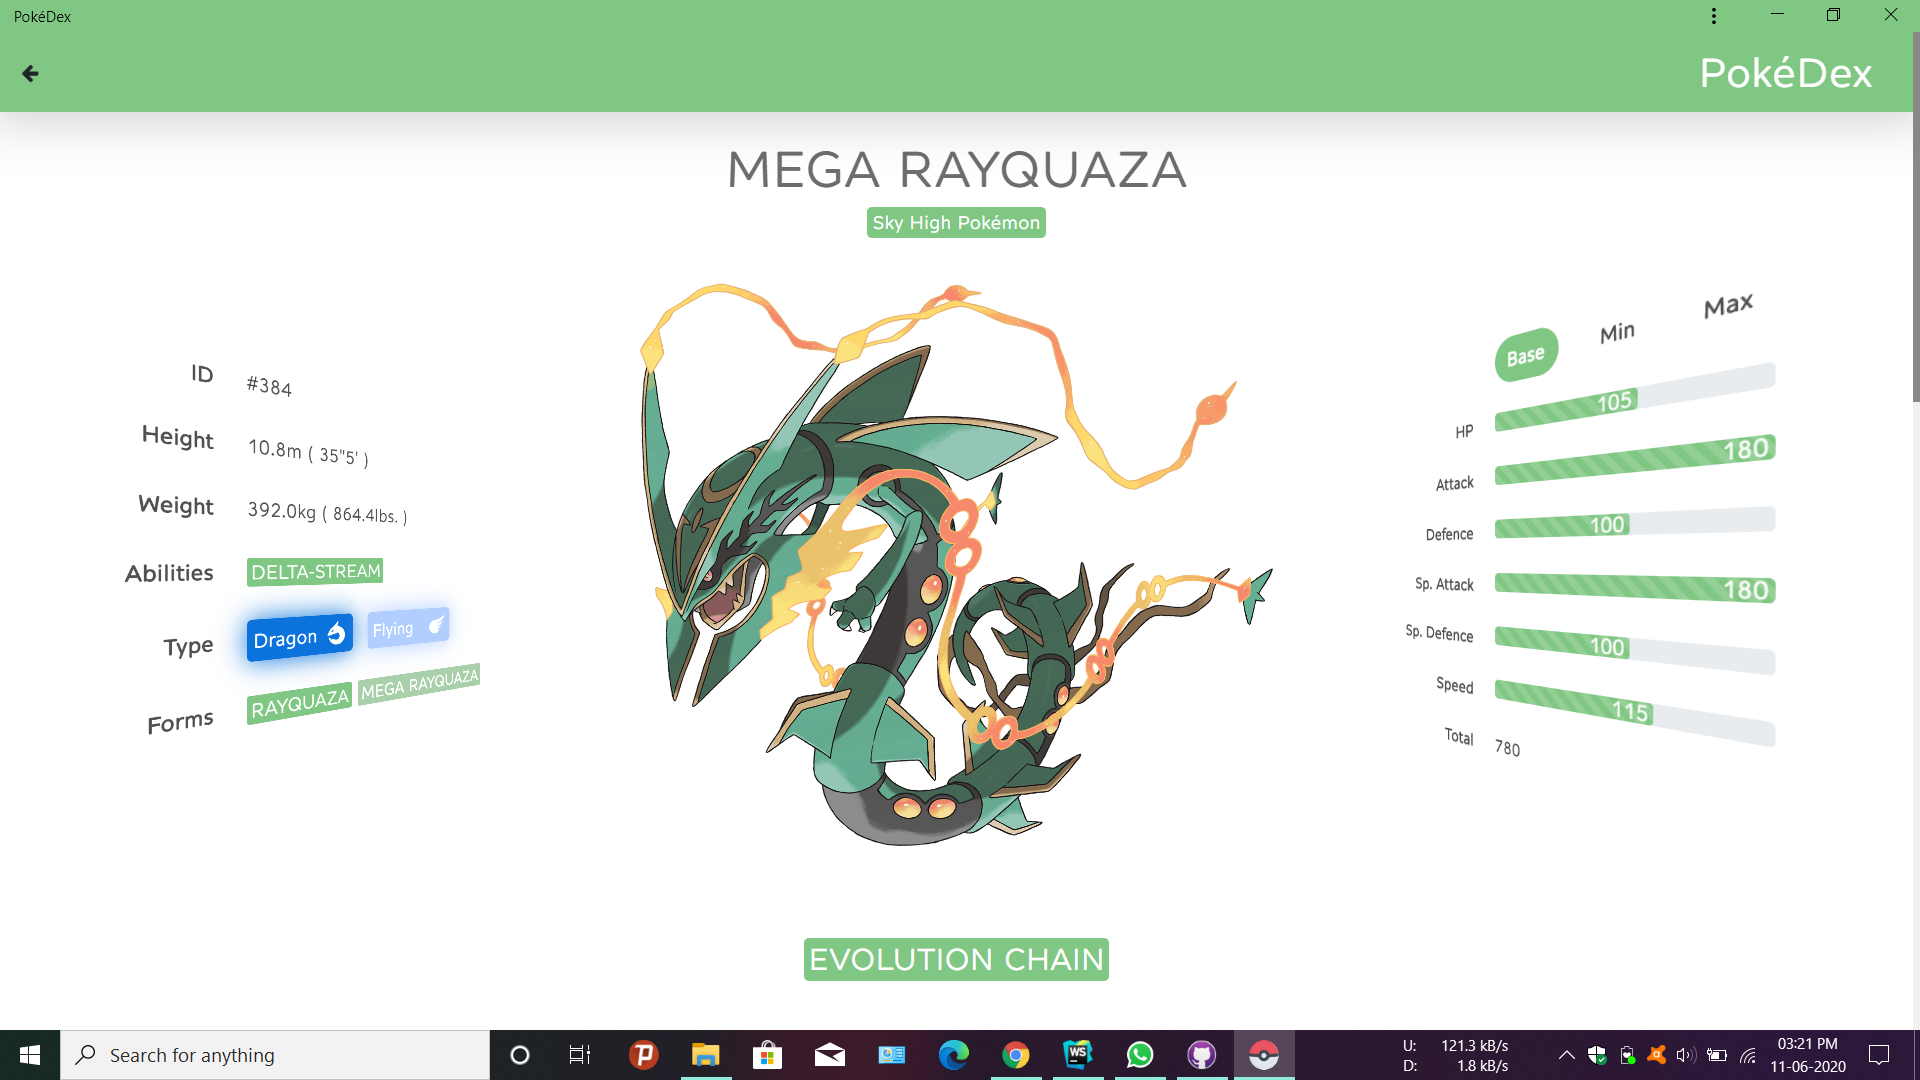 PokéDex
PokéDex
MEGA RAYQUAZA
Sky High Pokémon
ID #384
Height 10.8m ( 35"5' )
Weight 392.0kg ( 864.4lbs. )
Abilities DELTA-STREAM
Type Dragon Flying
Forms RAYQUAZA MEGA RAYQUAZA
Base Min Max
HP 105
Attack 180
Defence 100
Sp. Attack 180
Sp. Defence 100
Speed 115
Total 780
EVOLUTION CHAIN
Search for anything
WS
U: 121.3 kB/s
D: 1.8 kB/s
03:21 PM
11-06-2020